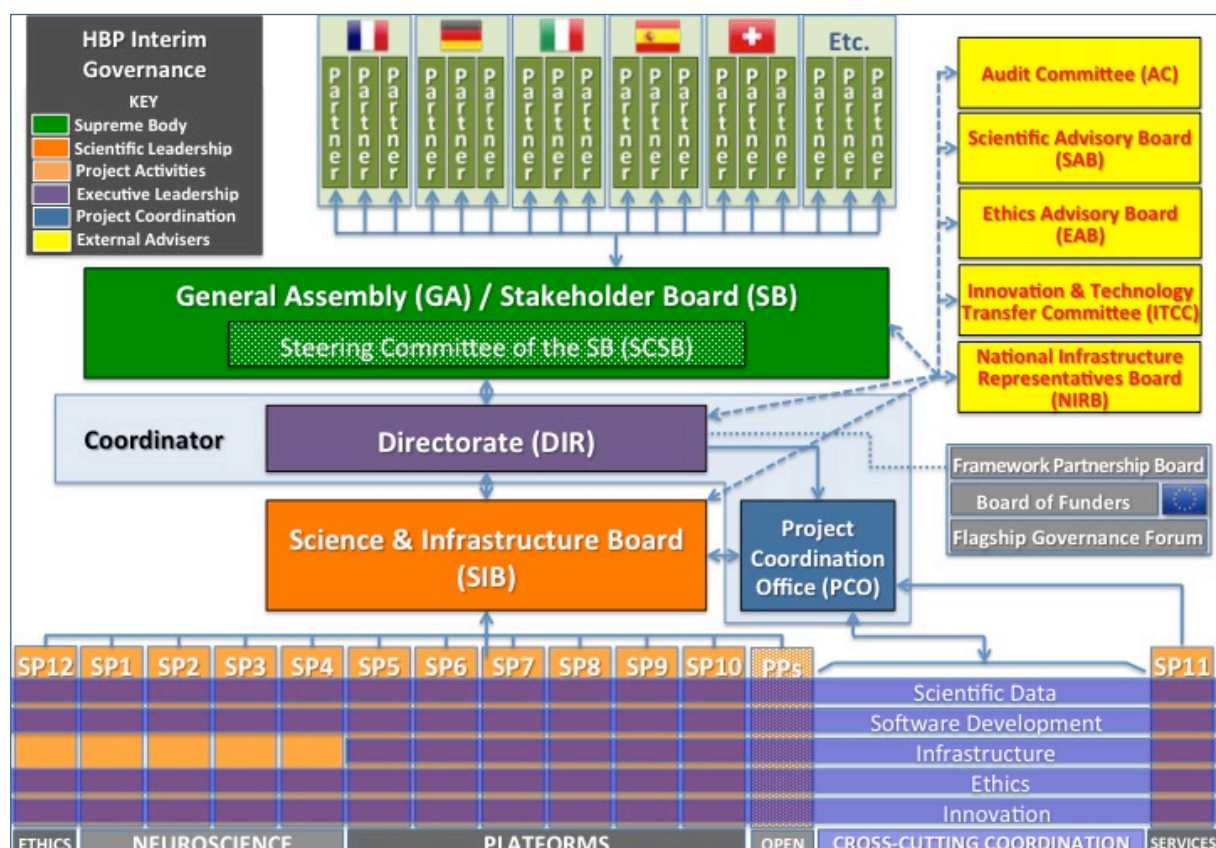 HBP Interim
Governance
KEY
Supreme Body
Scientific Leadership
Project Activities
Executive Leadership
Project Coordination
External Advisers
Etc.
Partner Partner Partner Partner Partner Partner Partner Partner Partner Partner Partner Partner Partner Partner Partner Partner Partner Partner
Audit Committee (AC)
Scientific Advisory Board
(SAB)
Ethics Advisory Board
(EAB)
Innovation & Technology
Transfer Committee (ITCC)
National Infrastructure
Representatives Board
(NIRB)
General Assembly (GA) / Stakeholder Board (SB)
Steering Committee of the SB (SCSB)
Coordinator
Directorate (DIR)
Framework Partnership Board
Board of Funders
Flagship Governance Forum
Science & Infrastructure Board
(SIB)
Project
Coordination
Office (PCO)
SP12 SP1 SP2 SP3 SP4 SP5 SP6 SP7 SP8 SP9 SP10 PPs SP11
Scientific Data
Software Development
Infrastructure
Ethics
Innovation
ETHICS NEUROSCIENCE PLATFORMS OPEN CROSS-CUTTING COORDINATION SERVICES